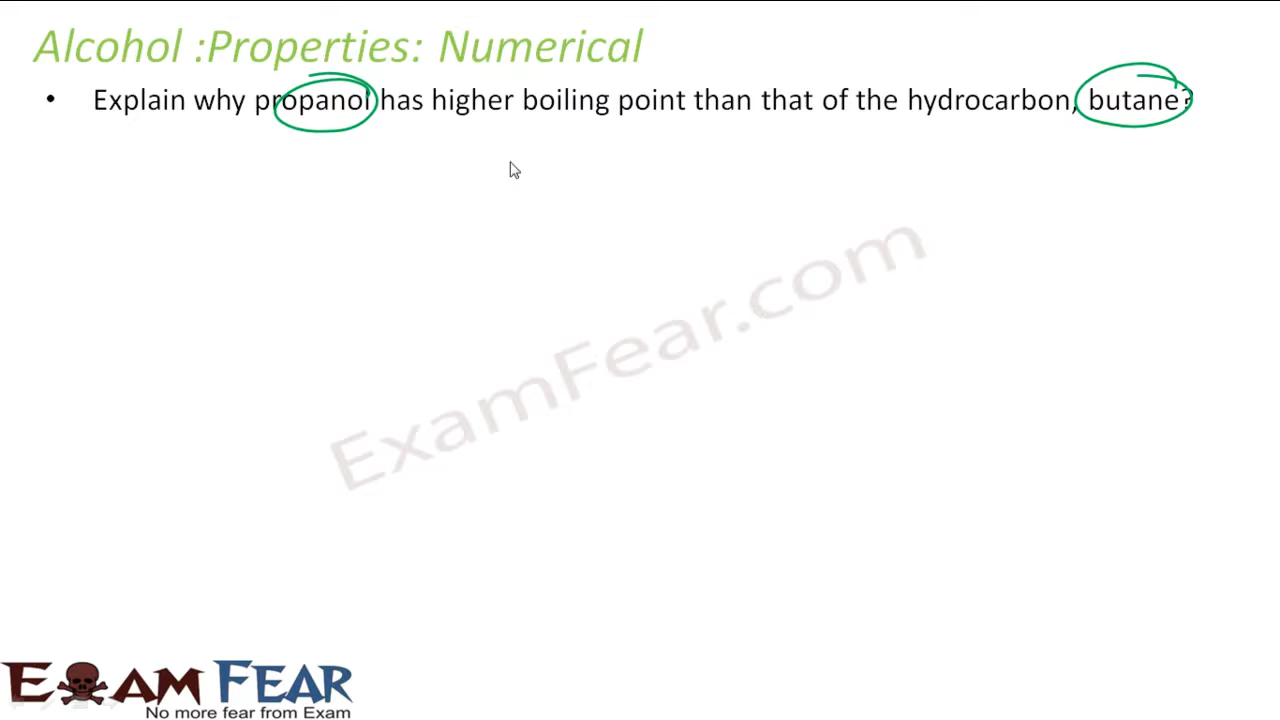 Alcohol :Properties: Numerical
• Explain why propanol has higher boiling point than that of the hydrocarbon, butane?
ExamFear.com
EXAM FEAR
No more fear from Exam